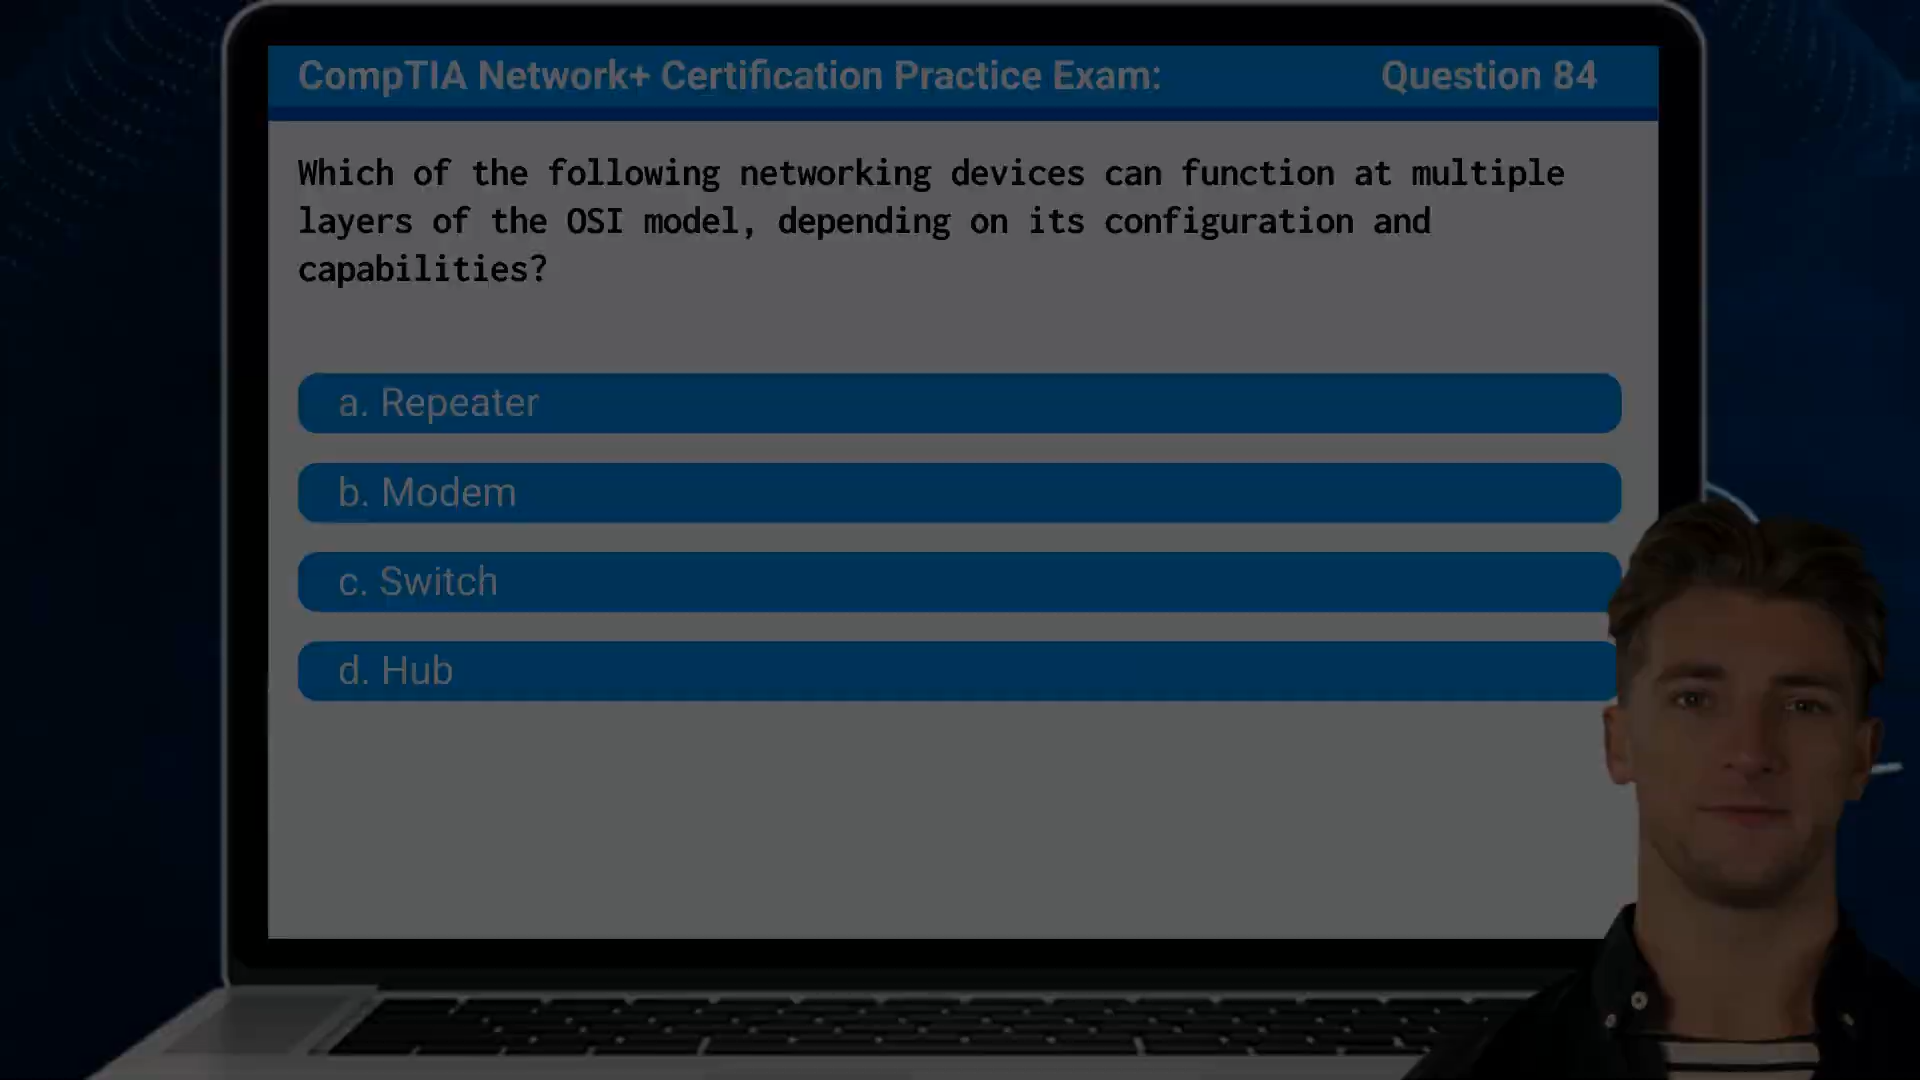 CompTIA Network+ Certification Practice Exam: Question 84
Which of the following networking devices can function at multiple
layers of the OSI model, depending on its configuration and
capabilities?
a. Repeater
b. Modem
c. Switch
d. Hub